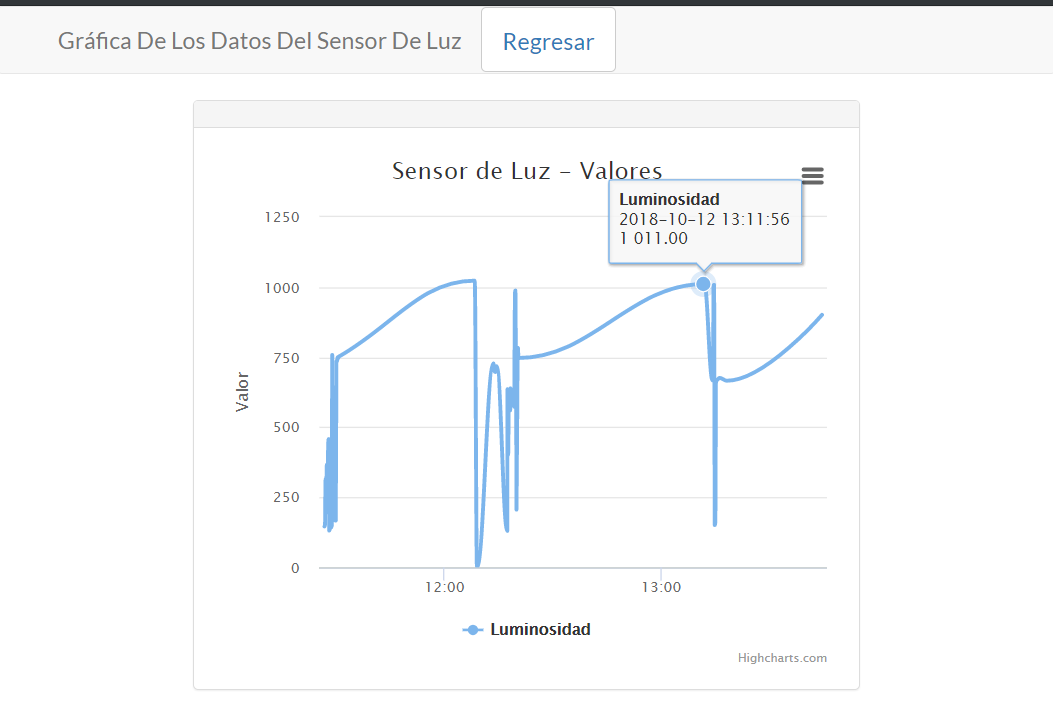 Gráfica De Los Datos Del Sensor De Luz
Regresar
Sensor de Luz – Valores
Luminosidad
2018-10-12 13:11:56
1 011.00
1250
1000
750
500
250
0
Valor
12:00
13:00
Luminosidad
Highcharts.com